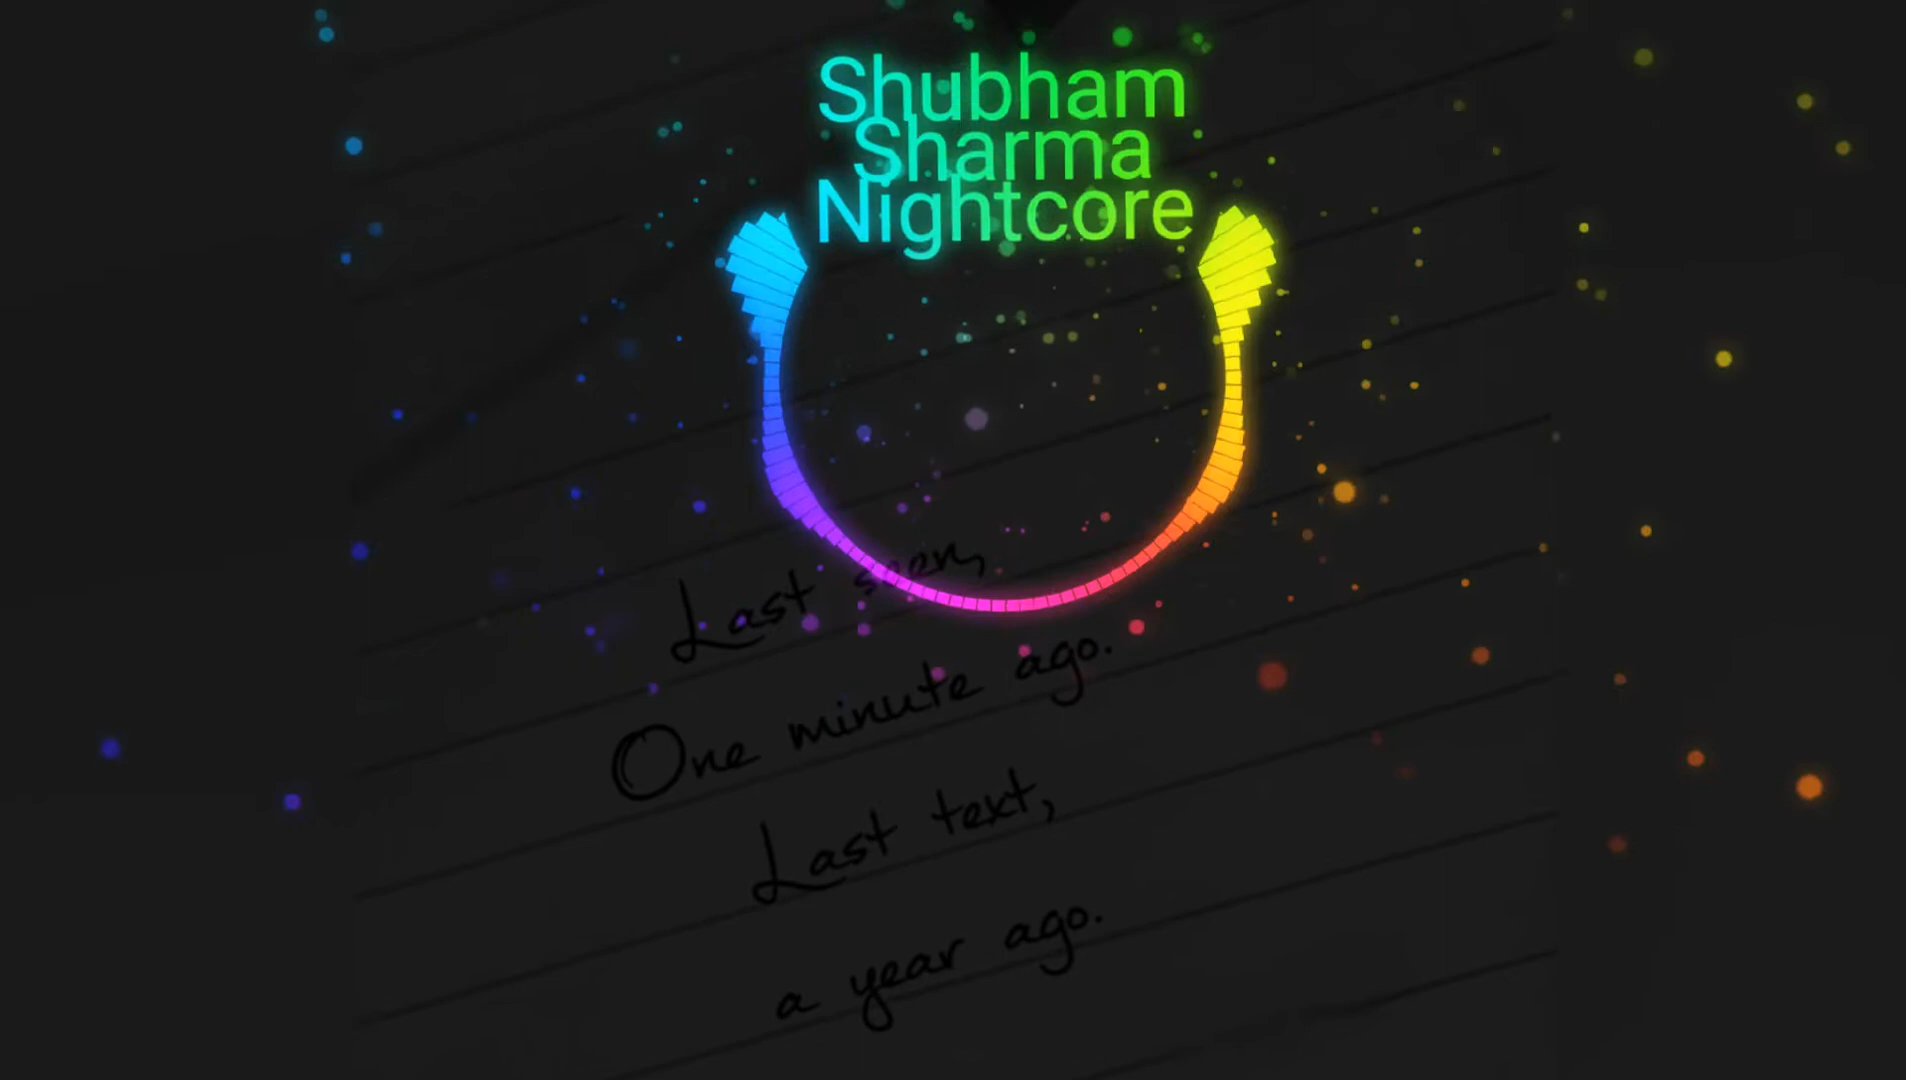 Shubham
Sharma
Nightcore
Last seen,
One minute ago.
Last text,
a year ago.